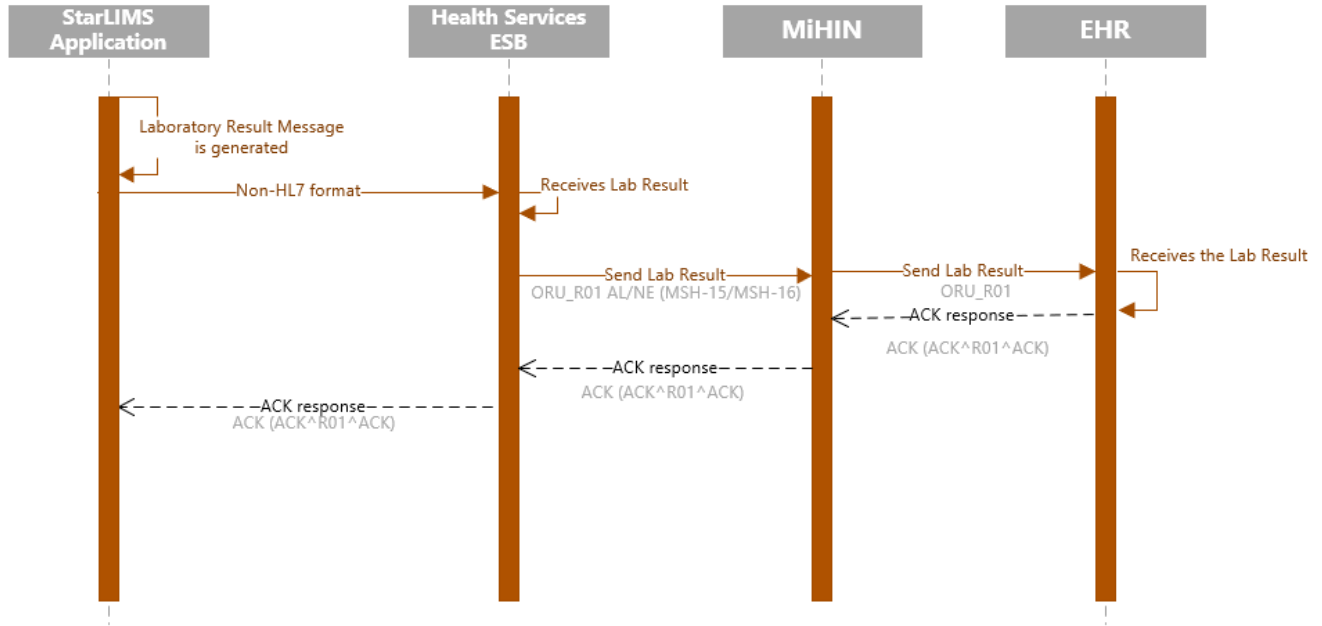 StarLIMS
Application
Health Services
ESB
MiHIN
EHR
Laboratory Result Message
is generated
Non-HL7 format
Receives Lab Result
Send Lab Result
ORU_R01 AL/NE (MSH-15/MSH-16)
Send Lab Result
ORU_R01
Receives the Lab Result
ACK response
ACK (ACK^R01^ACK)
ACK response
ACK (ACK^R01^ACK)
ACK response
ACK (ACK^R01^ACK)